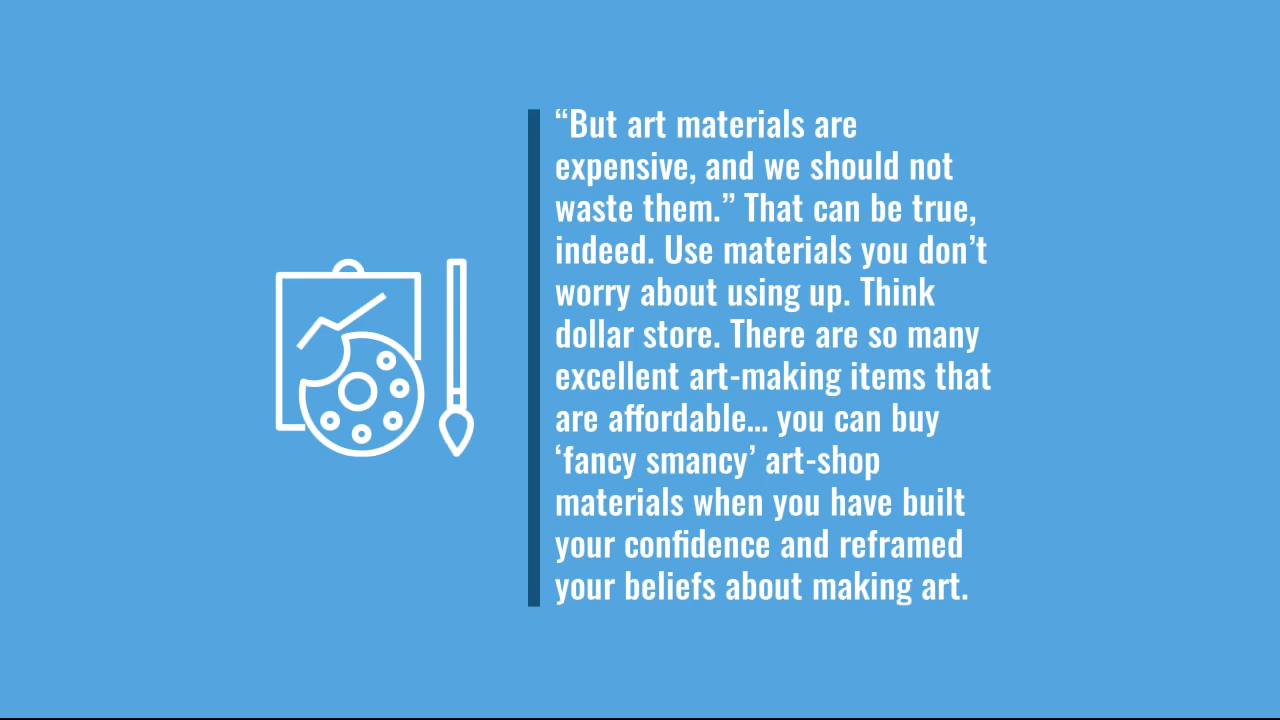 “But art materials are
expensive, and we should not
waste them.” That can be true,
indeed. Use materials you don’t
worry about using up. Think
dollar store. There are so many
excellent art-making items that
are affordable... you can buy
‘fancy smancy’ art-shop
materials when you have built
your confidence and reframed
your beliefs about making art.